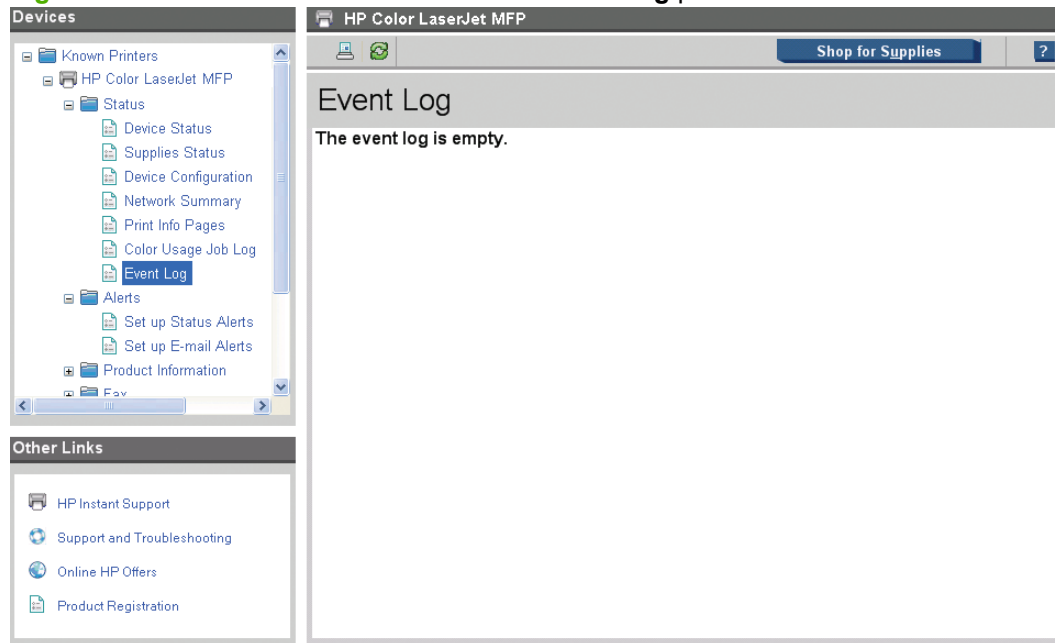 Devices
Known Printers
HP Color LaserJet MFP
Status
Device Status
Supplies Status
Device Configuration
Network Summary
Print Info Pages
Color Usage Job Log
Event Log
Alerts
Set up Status Alerts
Set up E-mail Alerts
Product Information
Fax
Other Links
HP Instant Support
Support and Troubleshooting
Online HP Offers
Product Registration
HP Color LaserJet MFP
Shop for Supplies
?
Event Log
The event log is empty.